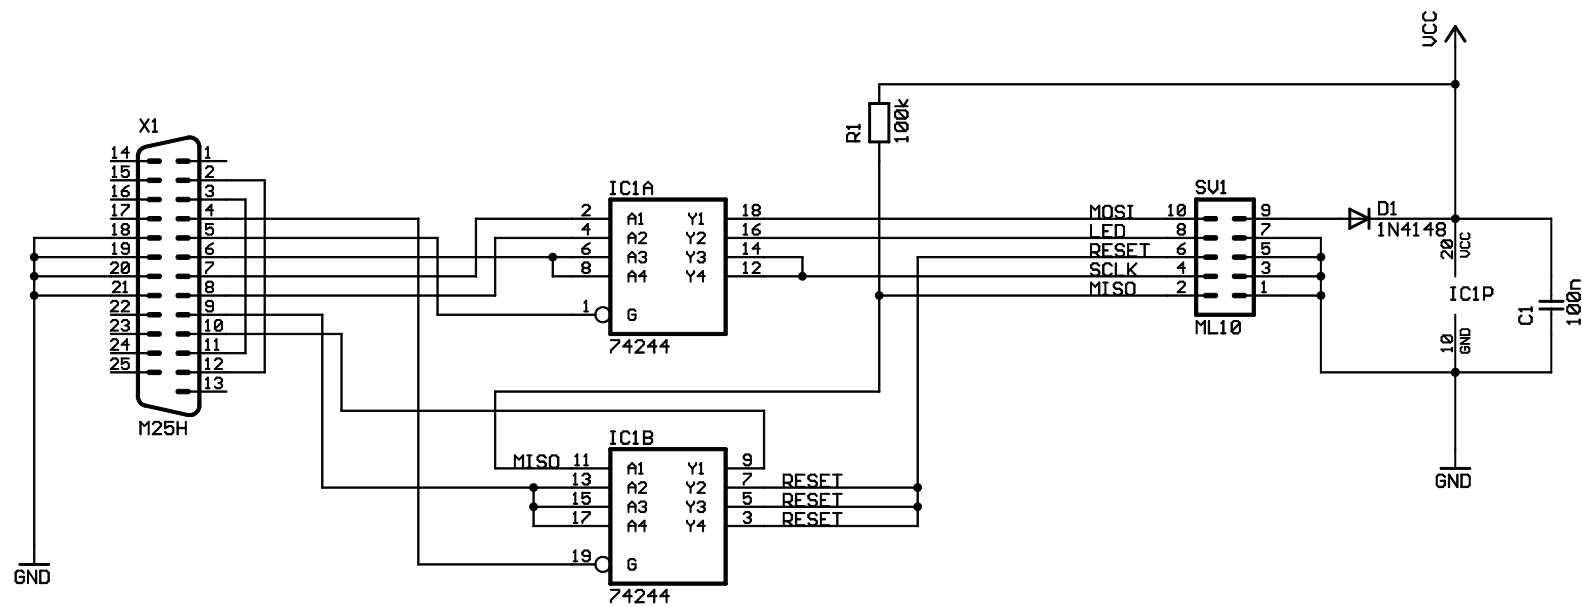 VCC
R1
100k
X1
14 1
15 2
16 3
17 4
18 5
19 6
20 7
21 8
22 9
23 10
24 11
25 12
13
M25H
IC1A
2 A1 Y1 18
4 A2 Y2 16
6 A3 Y3 14
8 A4 Y4 12
1 G
74244
SV1
MOSI 10 9
LED 8 7
RESET 6 5
SCLK 4 3
MISO 2 1
ML10
D1
1N4148
20
VCC
IC1P
10
GND
C1
100n
IC1B
MISO 11 A1 Y1 9
13 A2 Y2 7 RESET
15 A3 Y3 5 RESET
17 A4 Y4 3 RESET
19 G
74244
GND
GND